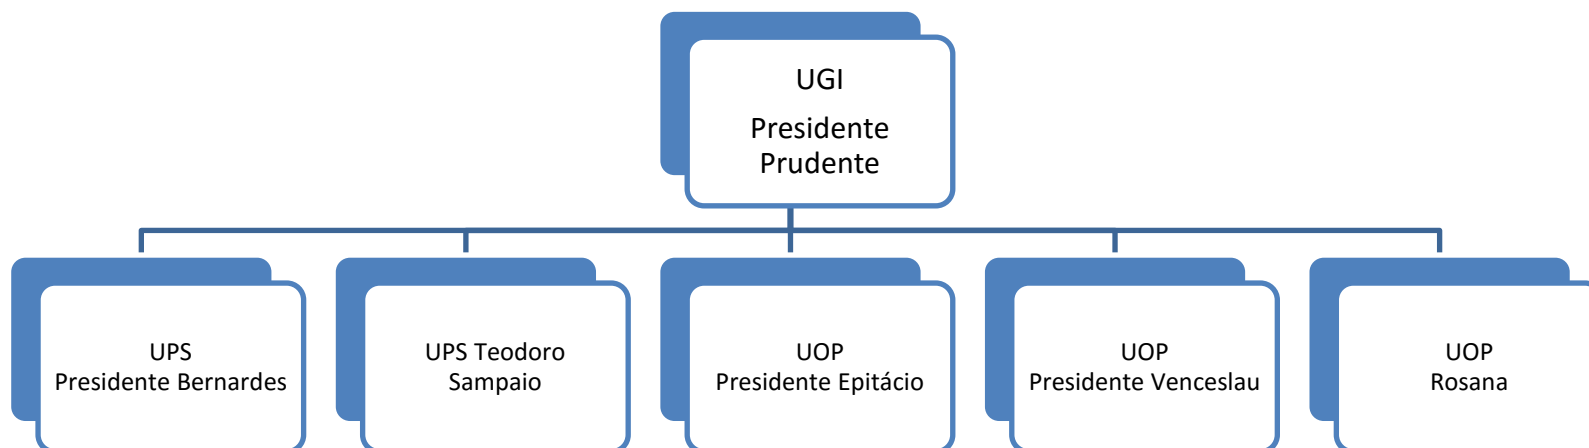 UGI
Presidente
Prudente
UPS
Presidente Bernardes
UPS Teodoro
Sampaio
UOP
Presidente Epitácio
UOP
Presidente Venceslau
UOP
Rosana